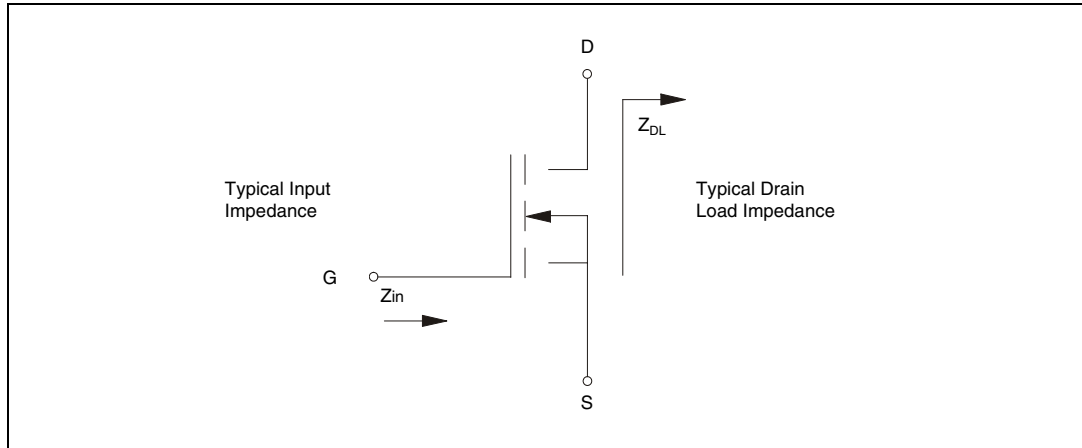 D
Z_DL
Typical Input
Impedance
Typical Drain
Load Impedance
G
Zin
S